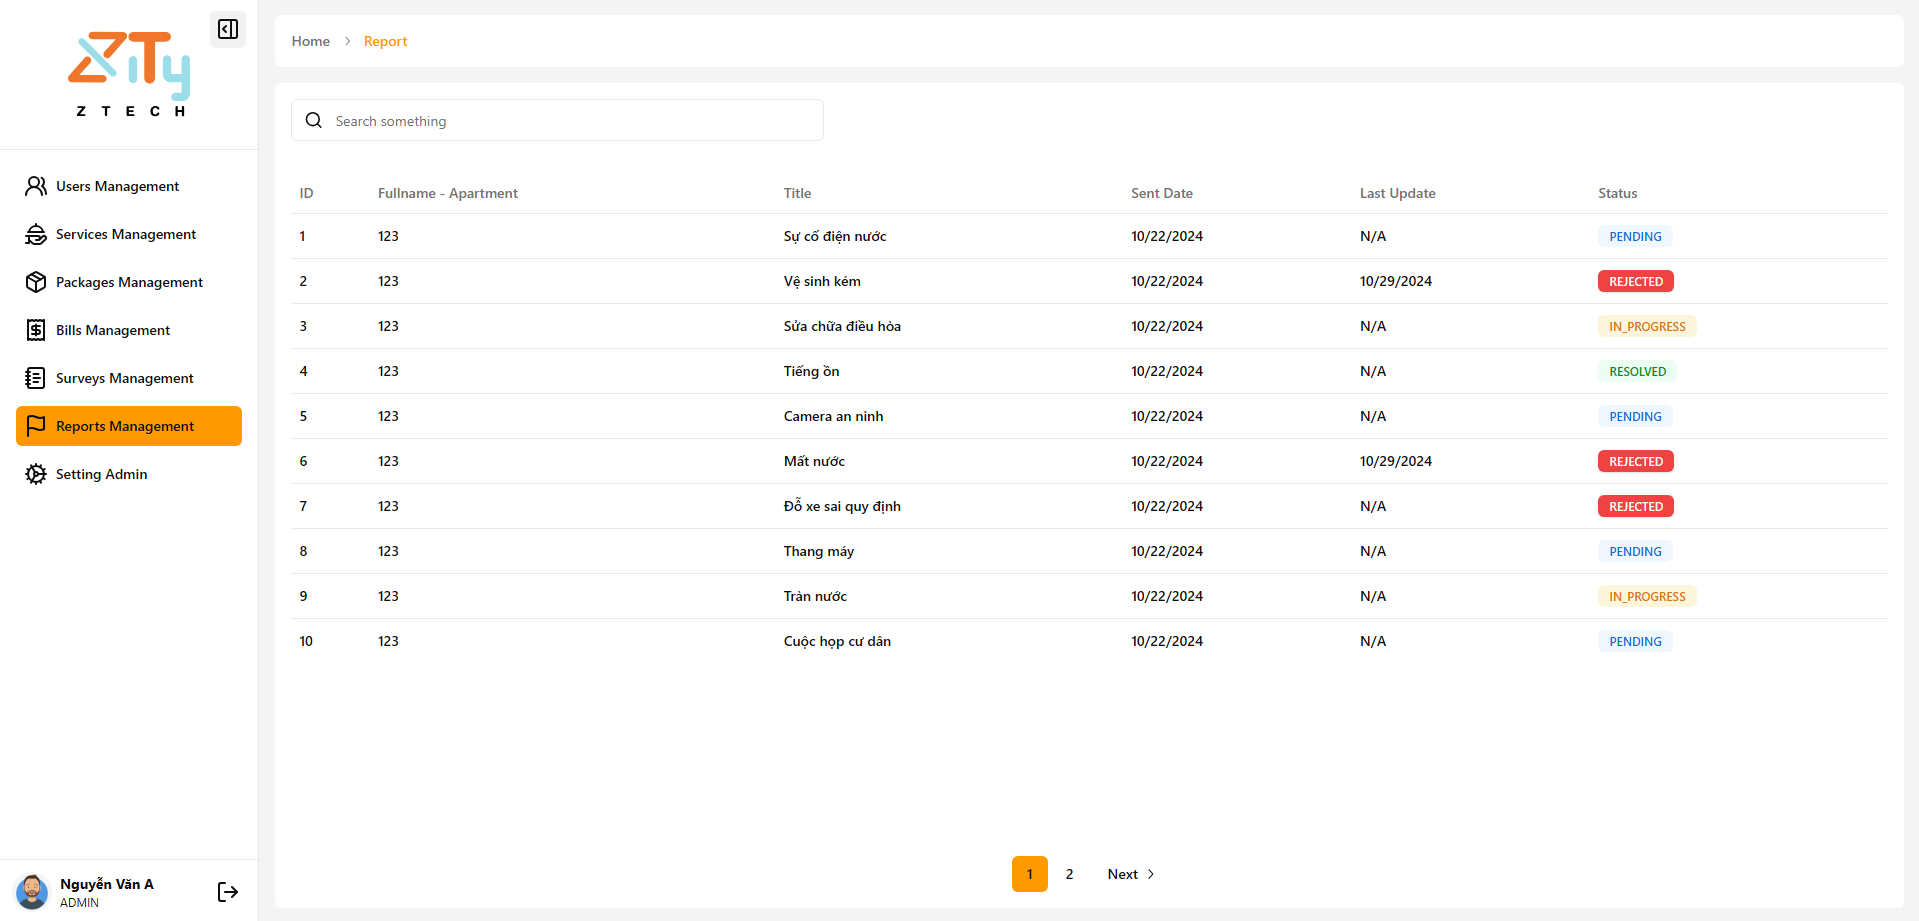 ZiTy
Z T E C H
Users Management
Services Management
Packages Management
Bills Management
Surveys Management
Reports Management
Setting Admin
Nguyễn Văn A
ADMIN
Home > Report
Search something
ID Fullname - Apartment Title Sent Date Last Update Status
1 123 Sự cố điện nước 10/22/2024 N/A PENDING
2 123 Vệ sinh kém 10/22/2024 10/29/2024 REJECTED
3 123 Sửa chữa điều hòa 10/22/2024 N/A IN_PROGRESS
4 123 Tiếng ồn 10/22/2024 N/A RESOLVED
5 123 Camera an ninh 10/22/2024 N/A PENDING
6 123 Mất nước 10/22/2024 10/29/2024 REJECTED
7 123 Đỗ xe sai quy định 10/22/2024 N/A REJECTED
8 123 Thang máy 10/22/2024 N/A PENDING
9 123 Tràn nước 10/22/2024 N/A IN_PROGRESS
10 123 Cuộc họp cư dân 10/22/2024 N/A PENDING
1 2 Next >